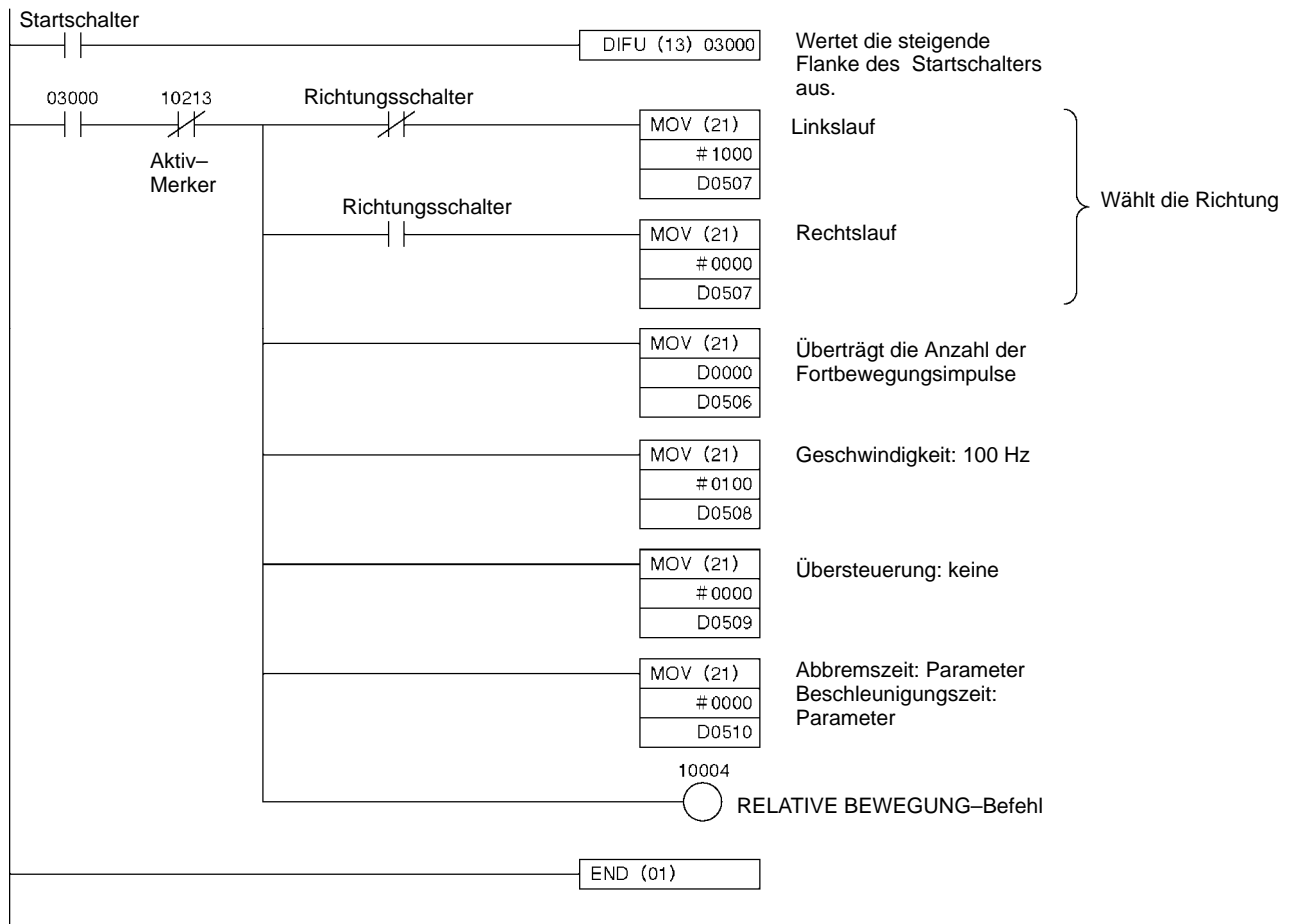 Startschalter
DIFU (13) 03000
Wertet die steigende
Flanke des Startschalters
aus.
03000
10213
Richtungsschalter
Aktiv–
Merker
MOV (21)
#1000
D0507
Linkslauf
Wählt die Richtung
Richtungsschalter
MOV (21)
#0000
D0507
Rechtslauf
MOV (21)
D0000
D0506
Überträgt die Anzahl der
Fortbewegungsimpulse
MOV (21)
#0100
D0508
Geschwindigkeit: 100 Hz
MOV (21)
#0000
D0509
Übersteuerung: keine
MOV (21)
#0000
D0510
Abbremszeit: Parameter
Beschleunigungszeit:
Parameter
10004
RELATIVE BEWEGUNG–Befehl
END (01)